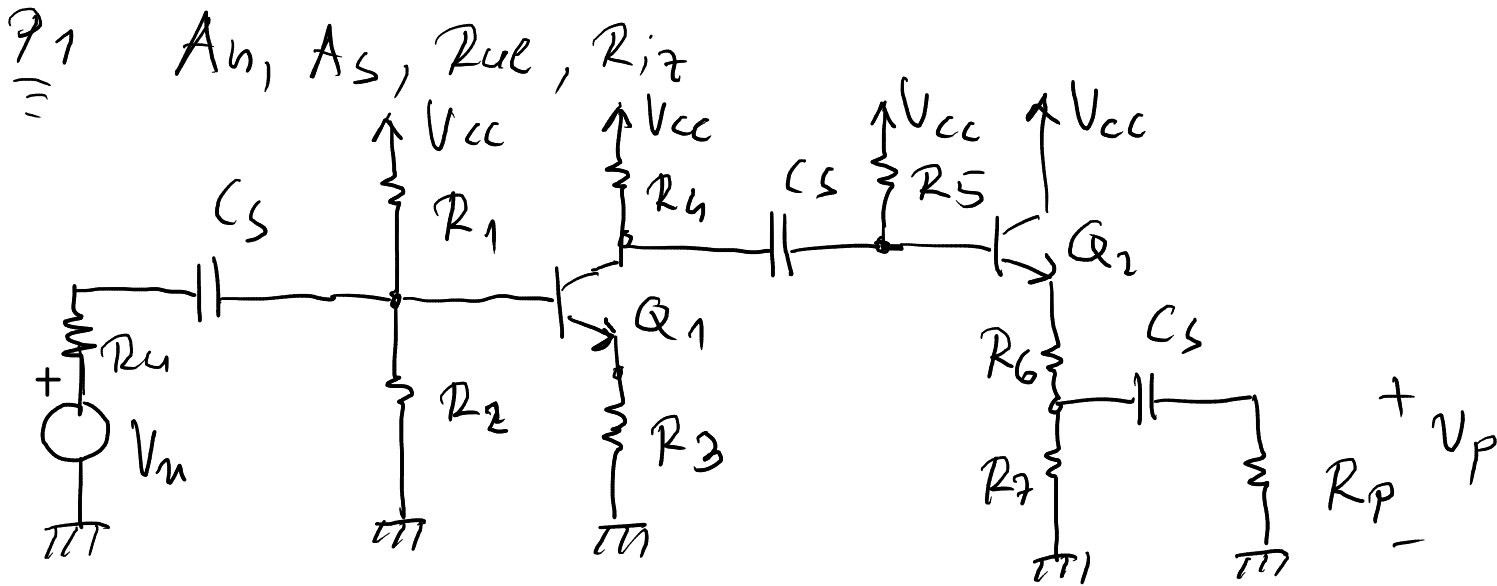 P1 An, As, Rul, Riz
Vcc Vcc Vcc Vcc
Cs R1 R4 Cs R5
Q2
Q1
Ru R6 Cs
+ R2 R3 +
Vu R7 Rp Vp
-